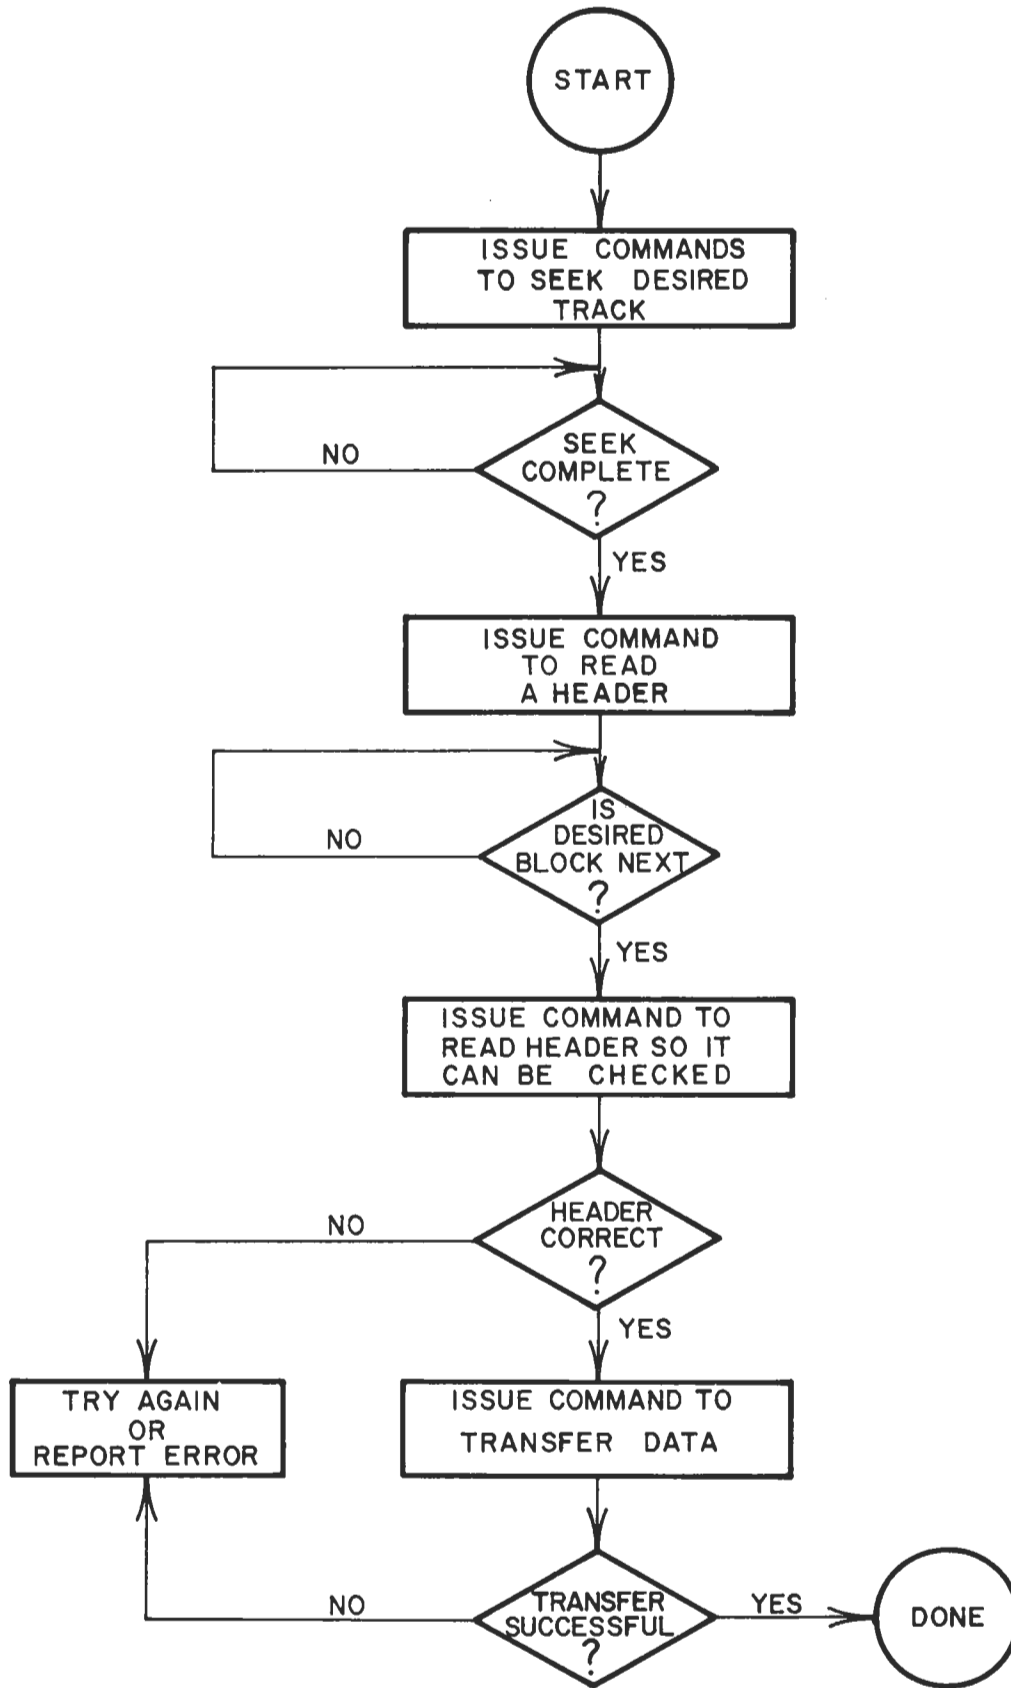 START
ISSUE COMMANDS
TO SEEK DESIRED
TRACK
SEEK
COMPLETE
?
NO
YES
ISSUE COMMAND
TO READ
A HEADER
IS
DESIRED
BLOCK NEXT
?
NO
YES
ISSUE COMMAND TO
READ HEADER SO IT
CAN BE CHECKED
HEADER
CORRECT
?
NO
YES
TRY AGAIN
OR
REPORT ERROR
ISSUE COMMAND TO
TRANSFER DATA
TRANSFER
SUCCESSFUL
?
NO
YES
DONE